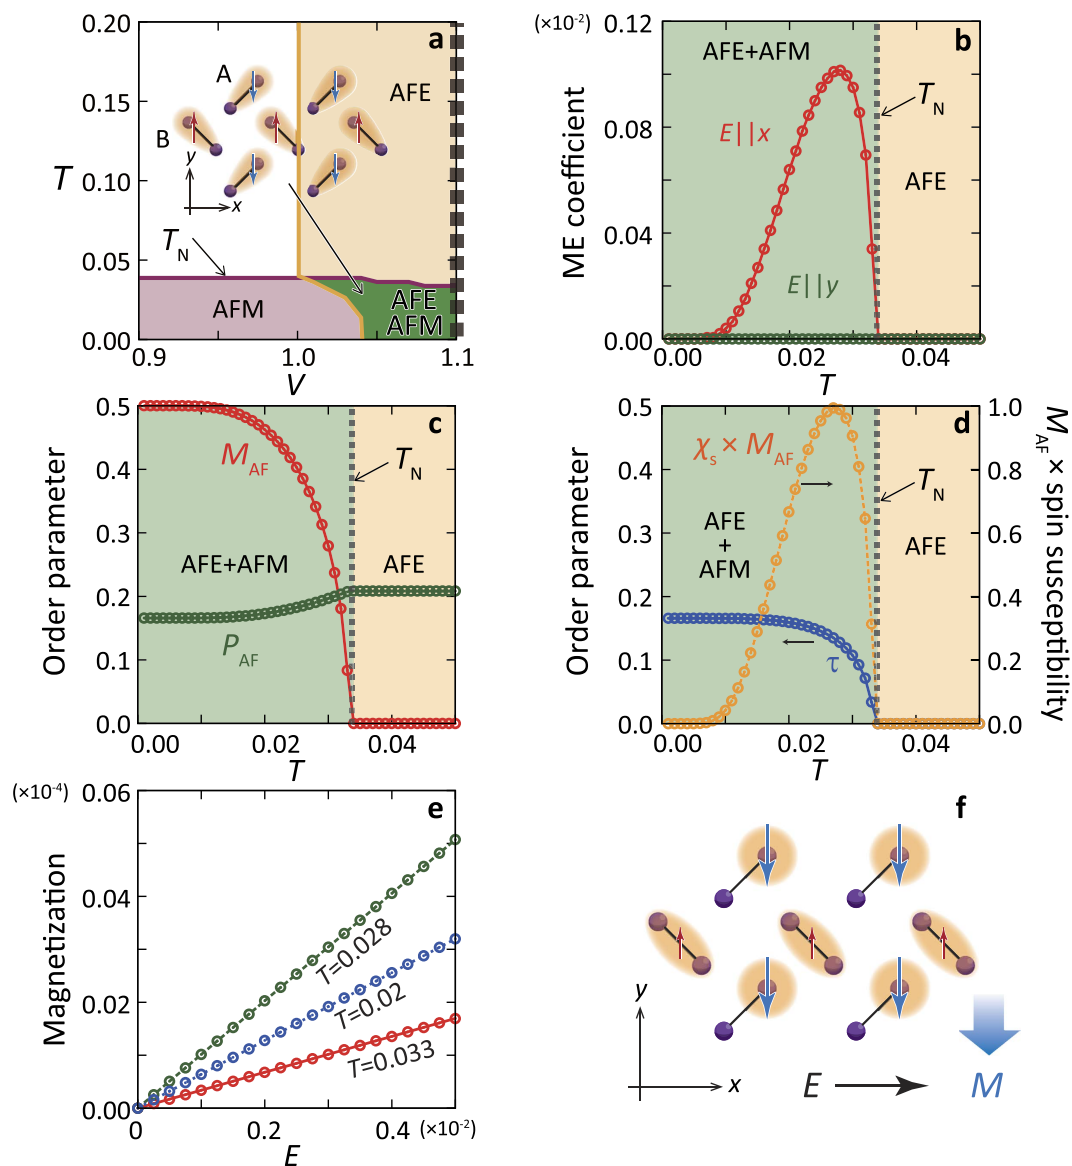 a
0.20
0.15
0.10
0.05
0.00
T
A
B
y
x
AFE
T_N
AFM
AFE
AFM
0.9
1.0
1.1
V
(×10⁻²)
b
0.12
0.08
0.04
0.00
ME coefficient
AFE+AFM
T_N
E||x
AFE
E||y
0.00
0.02
0.04
T
c
0.5
0.4
0.3
0.2
0.1
0.0
Order parameter
M_AF
T_N
AFE+AFM
AFE
P_AF
0.00
0.02
0.04
T
d
0.5
0.4
0.3
0.2
0.1
0.0
Order parameter
χ_s × M_AF
T_N
AFE
+
AFM
AFE
τ
1.0
0.8
0.6
0.4
0.2
0.0
M_AF × spin susceptibility
0.00
0.02
0.04
T
(×10⁻⁴)
e
0.06
0.04
0.02
0.00
Magnetization
T=0.028
T=0.02
T=0.033
0
0.2
0.4
(×10⁻²)
E
f
y
x
E
M